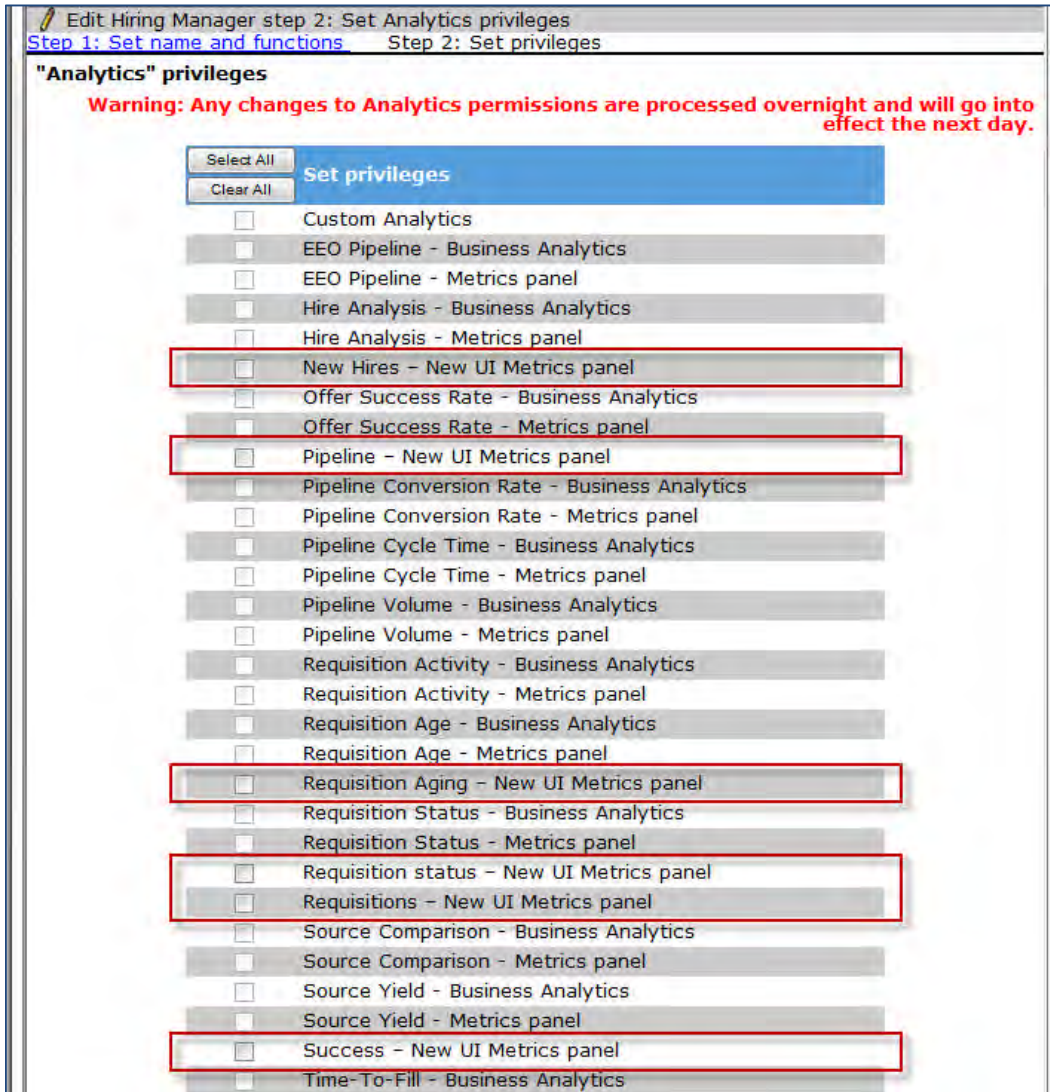 Edit Hiring Manager step 2: Set Analytics privileges
Step 1: Set name and functions Step 2: Set privileges
"Analytics" privileges
Warning: Any changes to Analytics permissions are processed overnight and will go into
effect the next day.
Select All
Clear All
Set privileges
Custom Analytics
EEO Pipeline - Business Analytics
EEO Pipeline - Metrics panel
Hire Analysis - Business Analytics
Hire Analysis - Metrics panel
New Hires – New UI Metrics panel
Offer Success Rate - Business Analytics
Offer Success Rate - Metrics panel
Pipeline – New UI Metrics panel
Pipeline Conversion Rate - Business Analytics
Pipeline Conversion Rate - Metrics panel
Pipeline Cycle Time - Business Analytics
Pipeline Cycle Time - Metrics panel
Pipeline Volume - Business Analytics
Pipeline Volume - Metrics panel
Requisition Activity - Business Analytics
Requisition Activity - Metrics panel
Requisition Age - Business Analytics
Requisition Age - Metrics panel
Requisition Aging – New UI Metrics panel
Requisition Status - Business Analytics
Requisition Status - Metrics panel
Requisition status – New UI Metrics panel
Requisitions – New UI Metrics panel
Source Comparison - Business Analytics
Source Comparison - Metrics panel
Source Yield - Business Analytics
Source Yield - Metrics panel
Success – New UI Metrics panel
Time-To-Fill - Business Analytics